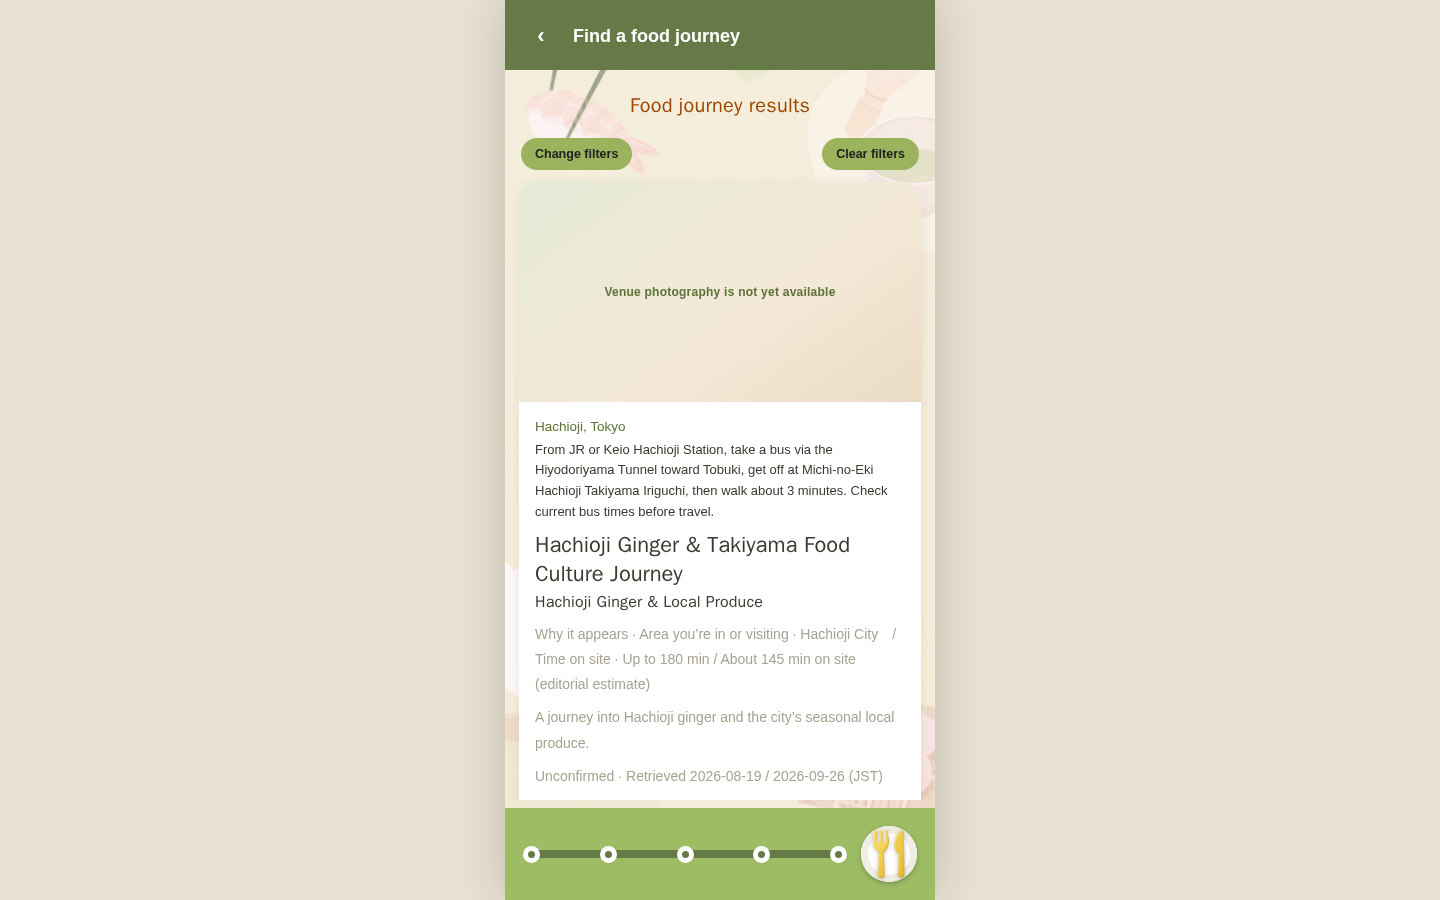 ‹ Find a food journey
Food journey results
Change filters
Clear filters
Venue photography is not yet available
Hachioji, Tokyo
From JR or Keio Hachioji Station, take a bus via the
Hiyodoriyama Tunnel toward Tobuki, get off at Michi-no-Eki
Hachioji Takiyama Iriguchi, then walk about 3 minutes. Check
current bus times before travel.
Hachioji Ginger & Takiyama Food
Culture Journey
Hachioji Ginger & Local Produce
Why it appears · Area you’re in or visiting · Hachioji City /
Time on site · Up to 180 min / About 145 min on site
(editorial estimate)
A journey into Hachioji ginger and the city’s seasonal local
produce.
Unconfirmed · Retrieved 2026-08-19 / 2026-09-26 (JST)